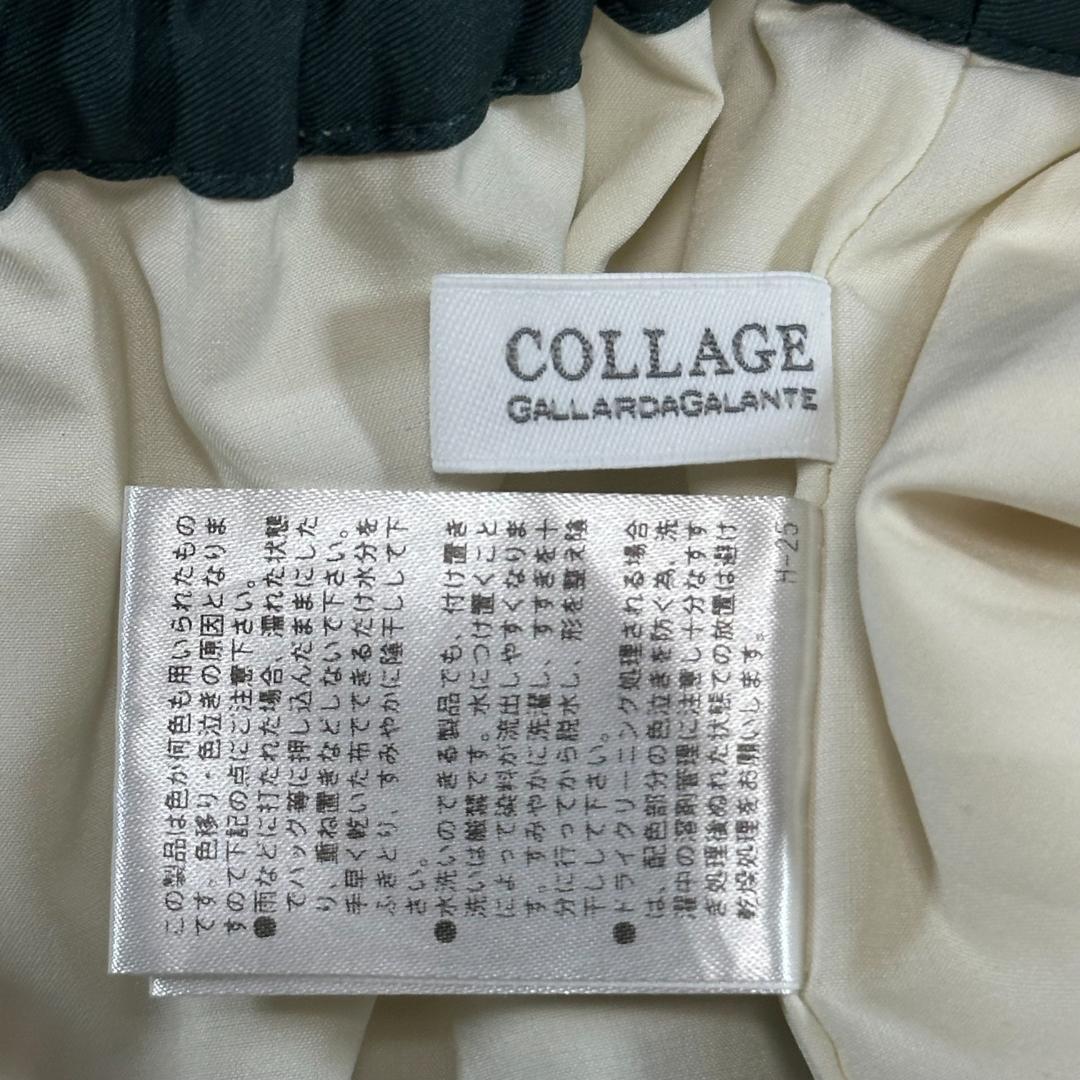 COLLAGE
GALLARDAGALANTE
この製品は色が何色も用いられたもの
です。色移り・色泣きの原因となりま
すので下記の点にご注意下さい。
●雨などに打たれた場合、濡れた状態
でバッグ等に押し込んだままにした
り、重ね置きなどしないで下さい。
手早く乾いた布でできるだけ水分を
ふきとり、すみやかに陰干しして下
さい。
●水洗いのできる製品でも、付け置き
洗いは厳禁です。水につけ置くこと
によって染料が流出しやすくなりま
す。すみやかに洗濯し、すすぎを十
分に行ってから脱水し、形を整え陰
干しして下さい。
●ドライクリーニング処理される場合
は、配色部分の色泣きを防ぐ為、洗
濯中の溶剤管理に注意し十分なすす
ぎ処理後ぬれた状態での放置は避け
乾燥処理をお願いします。
H-25